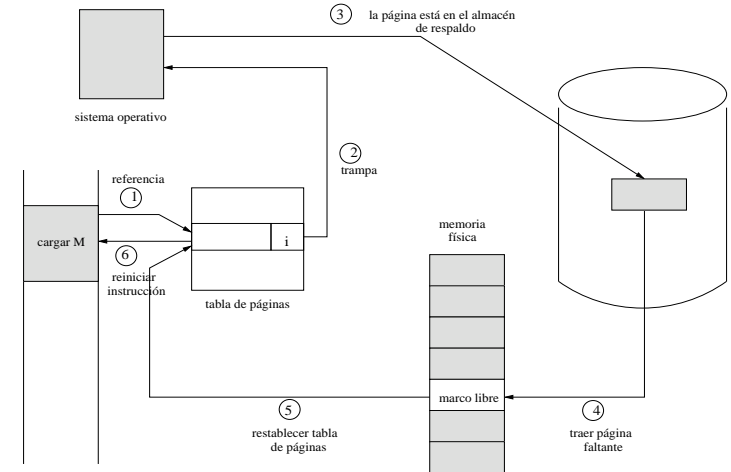 3
la página está en el almacén
de respaldo
sistema operativo
2
trampa
referencia
1
cargar M
6
reiniciar
instrucción
i
tabla de páginas
memoria
física
marco libre
5
restablecer tabla
de páginas
4
traer página
faltante